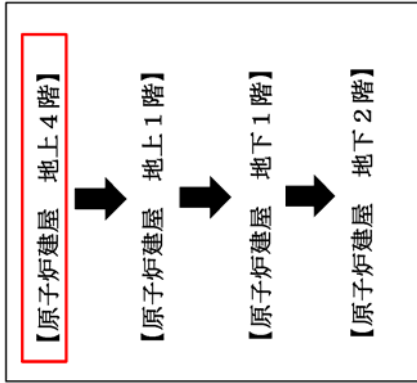 【原子炉建屋　地上4階】
【原子炉建屋　地上1階】
【原子炉建屋　地下1階】
【原子炉建屋　地下2階】